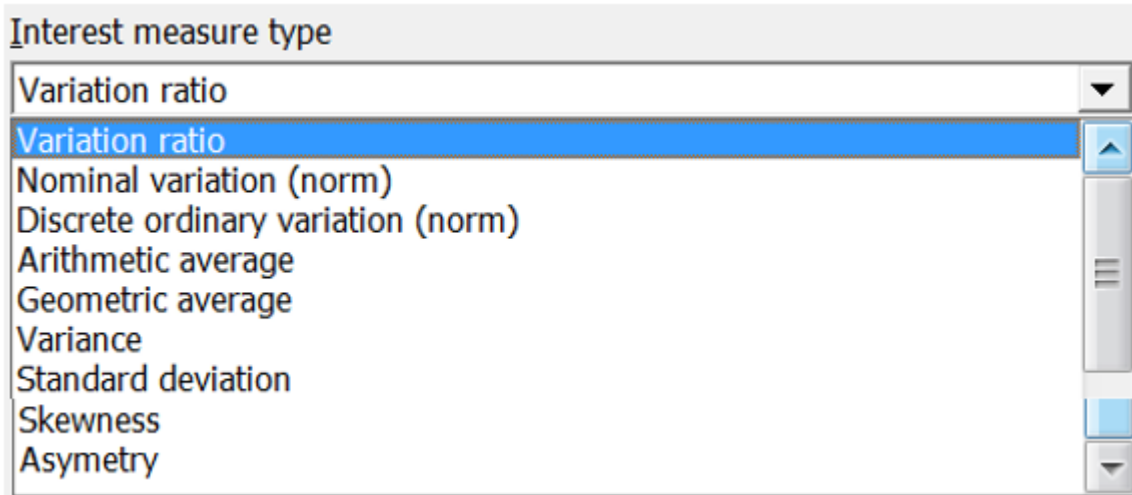 Interest measure type
Variation ratio
Variation ratio
Nominal variation (norm)
Discrete ordinary variation (norm)
Arithmetic average
Geometric average
Variance
Standard deviation
Skewness
Asymetry